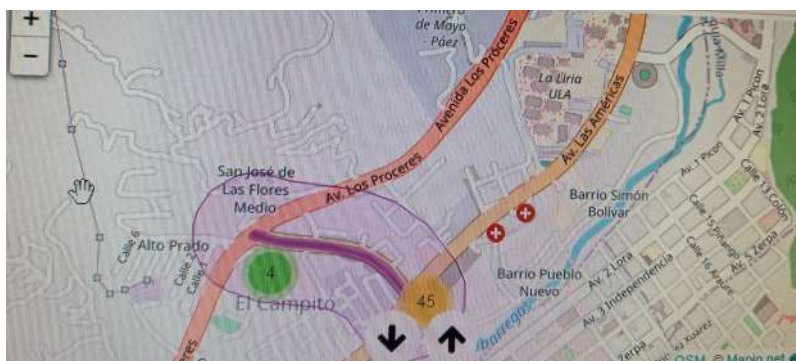 +
−
Primero
de Mayo
- Páez
Avenida Los Próceres
La Liria
ULA
Av. Las Américas
Av. 1 Picon
Av. 2 Lora
San José de
Las Flores
Medio
Av. Los Próceres
Barrio Simón
Bolívar
Av. 1 Picon
Calle 13 Colón
Calle 6
Alto Prado
Calle 2
Calle 1
4
El Campito
45
Barrio Pueblo
Nuevo
Av. 2 Lora
Av. 3 Independencia
Calle 15 Piñango
Calle 16 Araure
Av. 5 Zerpa
Zerpa
OSM